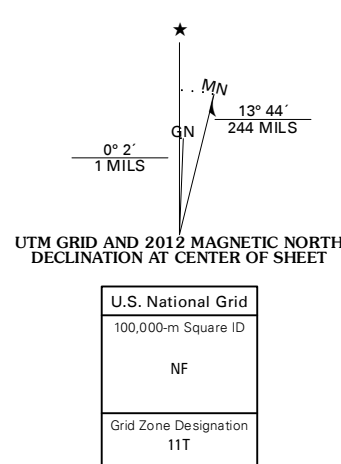 ★
MN
GN
13° 44´
244 MILS
0° 2´
1 MILS
UTM GRID AND 2012 MAGNETIC NORTH
DECLINATION AT CENTER OF SHEET
U.S. National Grid
100,000-m Square ID
NF
Grid Zone Designation
11T